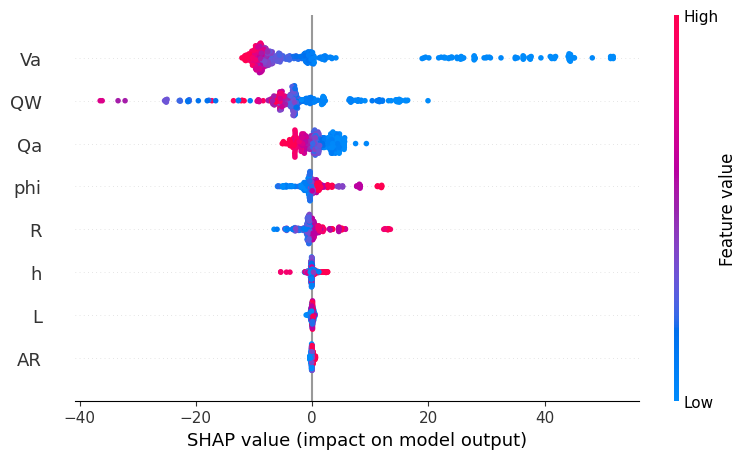 High
Va
QW
Qa
phi
R
h
L
AR
Feature value
Low
−40
−20
0
20
40
SHAP value (impact on model output)